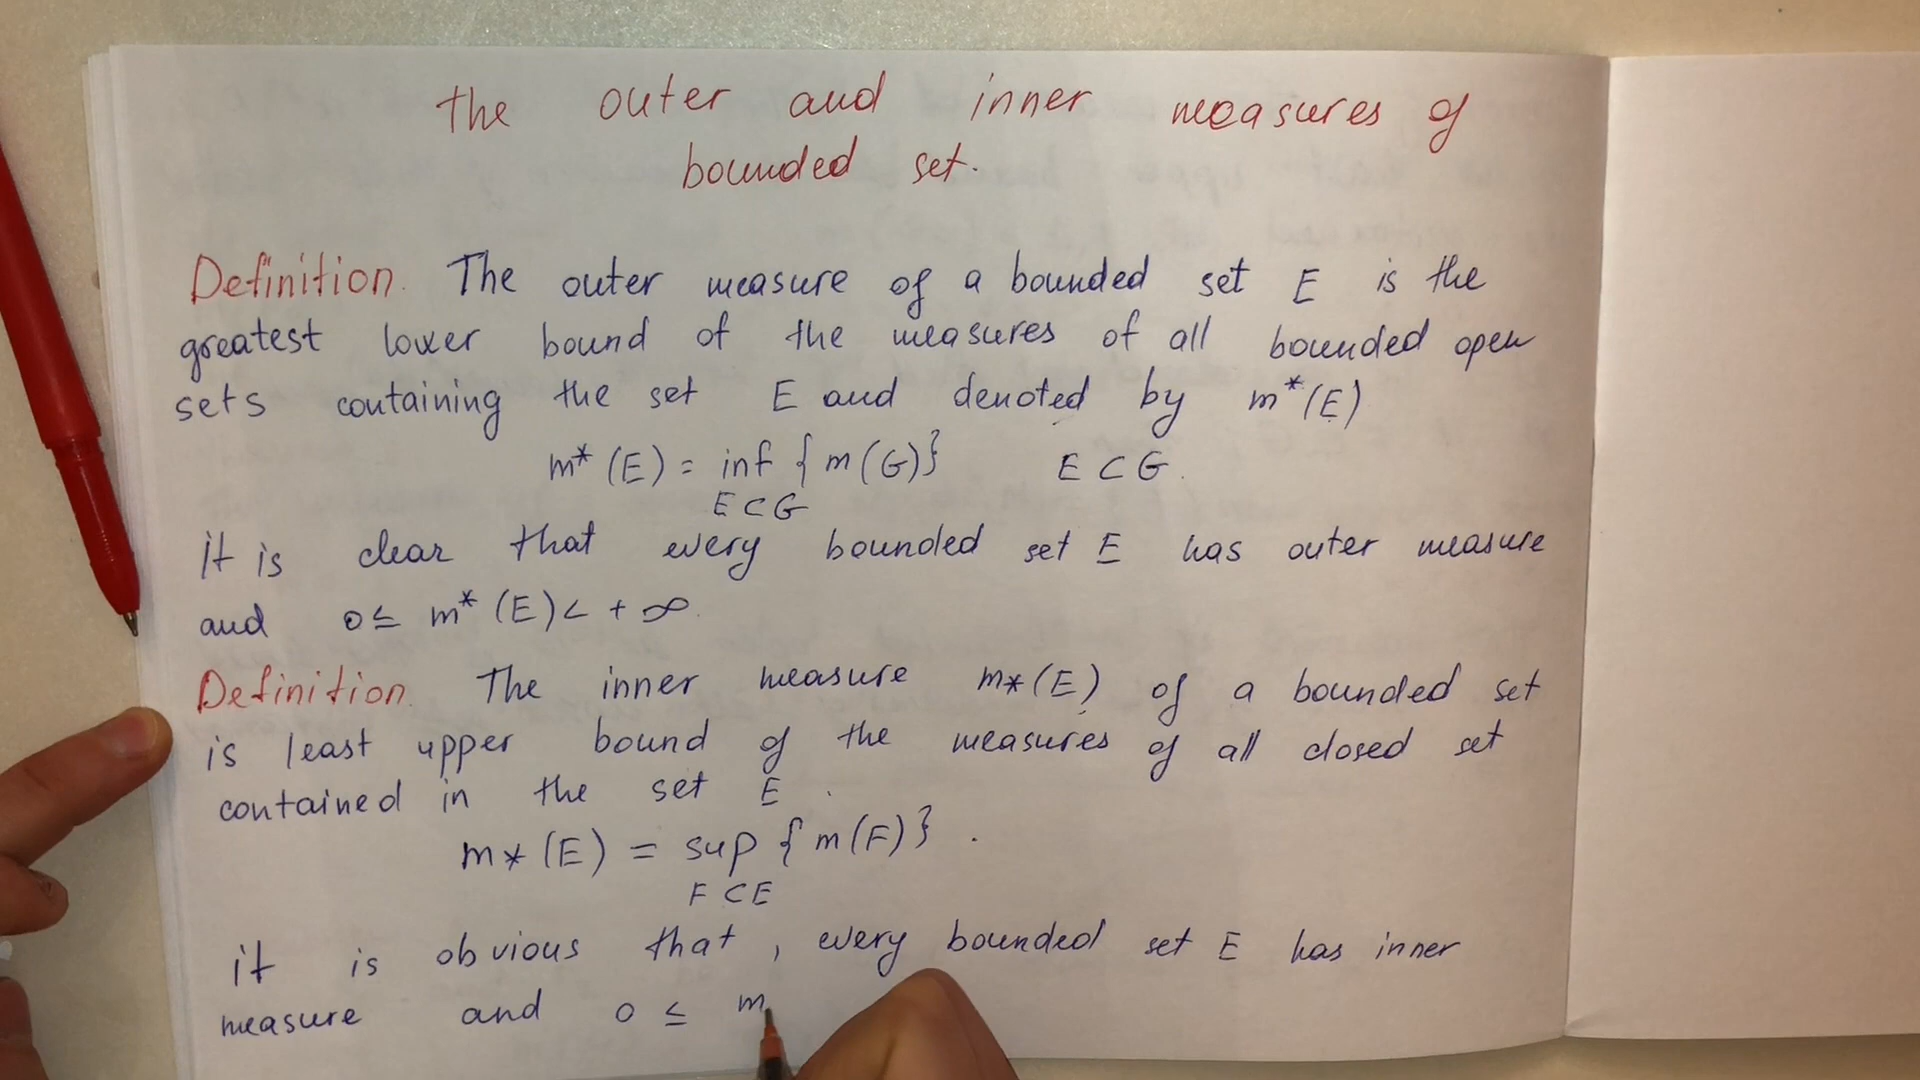 the outer and inner measures of
bounded set.
Definition. The outer measure of a bounded set E is the
greatest lower bound of the measures of all bounded open
sets containing the set E and denoted by m*(E)
m*(E) = inf {m(G)} E⊂G.
E⊂G
it is clear that every bounded set E has outer measure
and 0≤ m*(E)< +∞.
Definition. The inner measure m*(E) of a bounded set
is least upper bound of the measures of all closed set
contained in the set E.
m*(E) = sup {m(F)}.
F⊂E
it is obvious that, every bounded set E has inner
measure and 0 ≤ m